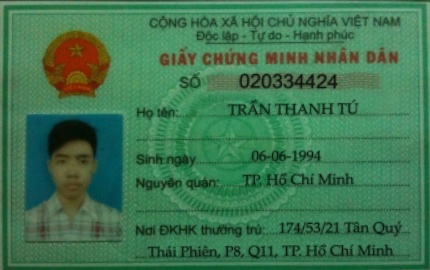 CỘNG HÒA XÃ HỘI CHỦ NGHĨA VIỆT NAM
Độc lập - Tự do - Hạnh phúc
GIẤY CHỨNG MINH NHÂN DÂN
SỐ 020334424
Họ tên: TRẦN THANH TÚ
Sinh ngày 06-06-1994
Nguyên quán: TP. Hồ Chí Minh
Nơi ĐKHK thường trú: 174/53/21 Tân Quý
Thái Phiên, P8, Q11, TP. Hồ Chí Minh